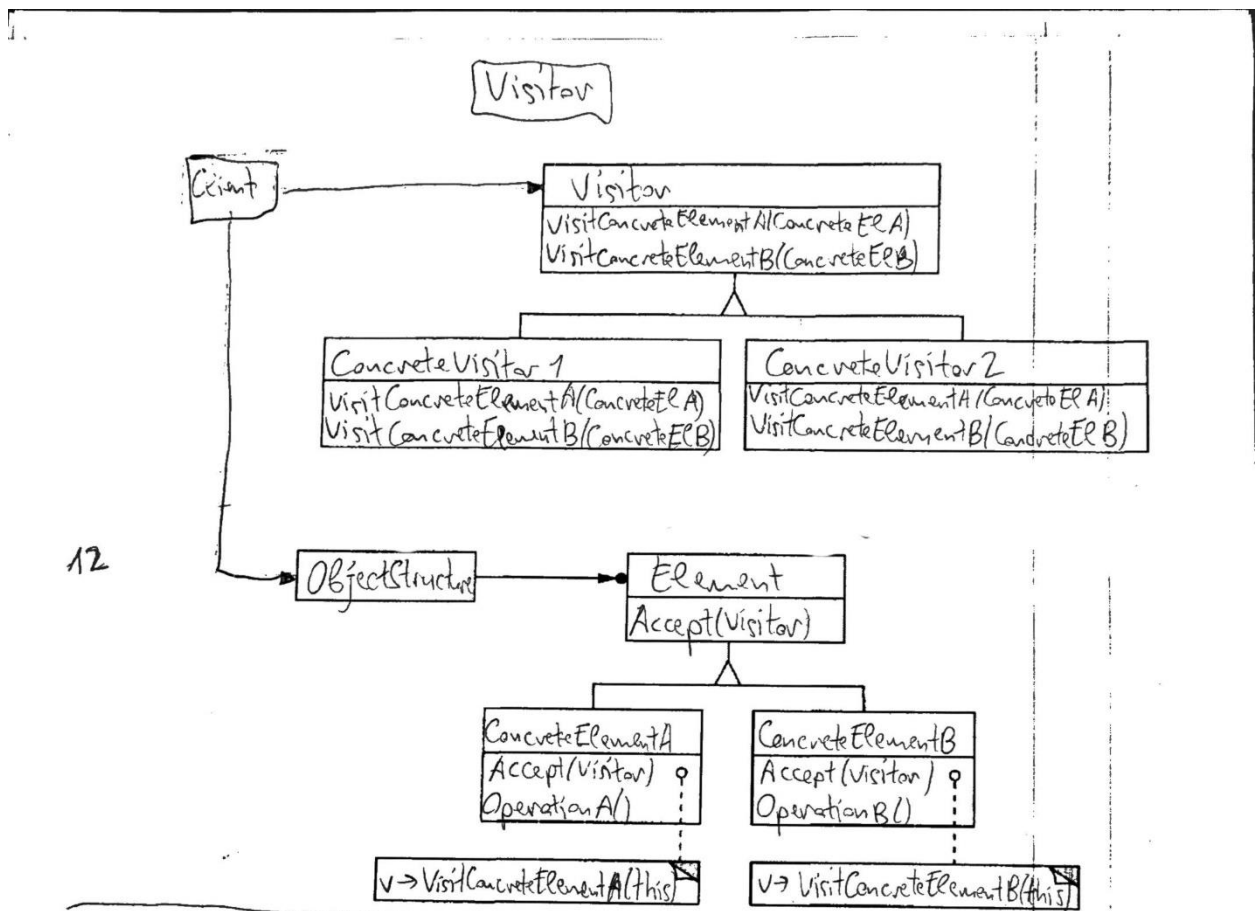 Visitor
Client
Visitor
VisitConcreteElementA(ConcreteElA)
VisitConcreteElementB(ConcreteElB)
ConcreteVisitor 1
VisitConcreteElementA(ConcreteElA)
VisitConcreteElementB(ConcreteElB)
ConcreteVisitor 2
VisitConcreteElementA(ConcreteElA)
VisitConcreteElementB(ConcreteElB)
12
ObjectStructure
Element
Accept(Visitor)
ConcreteElementA
Accept(Visitor)
OperationA()
ConcreteElementB
Accept(Visitor)
OperationB()
v→VisitConcreteElementA(this)
v→VisitConcreteElementB(this)